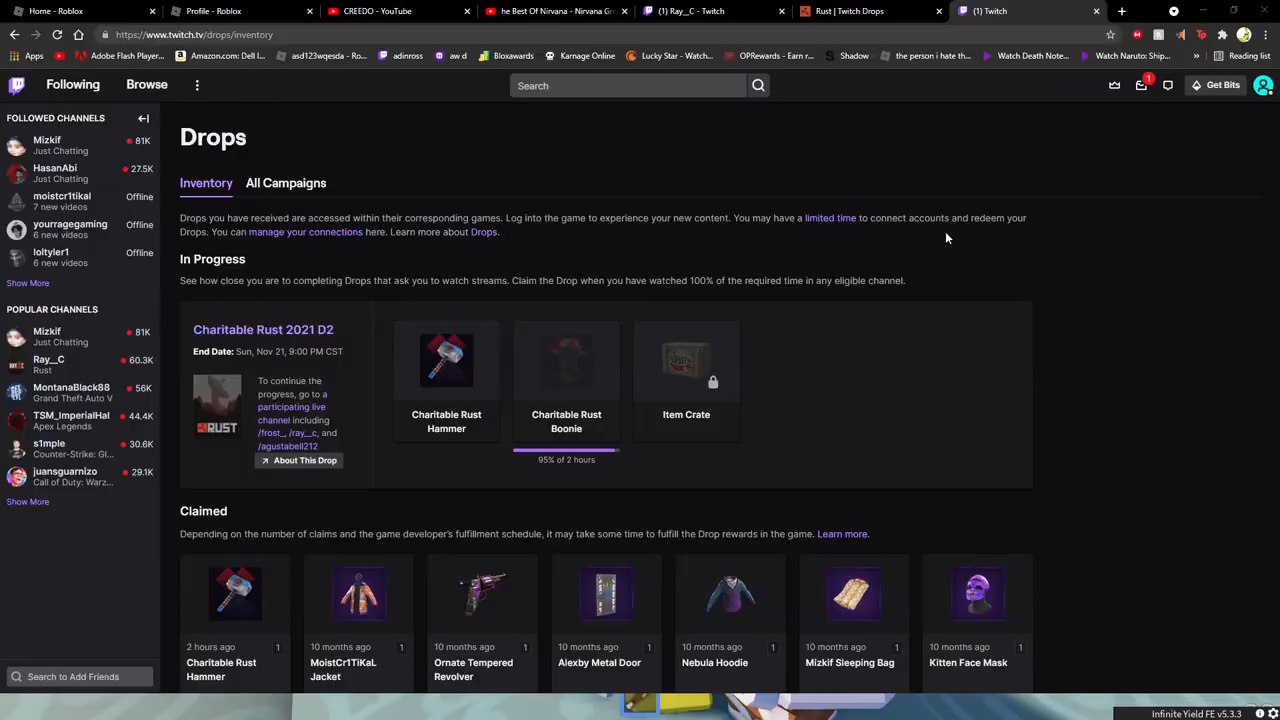 Home - Roblox
Profile - Roblox
CREEDO - YouTube
he Best Of Nirvana - Nirvana Gre
(1) Ray__C - Twitch
Rust | Twitch Drops
(1) Twitch
https://www.twitch.tv/drops/inventory
Apps
Adobe Flash Player...
Amazon.com: Dell I...
asd123wqesda - Ro...
adinross
aw d
Bloxawards
Karnage Online
Lucky Star - Watch...
OPRewards - Earn r...
Shadow
the person i hate th...
Watch Death Note...
Watch Naruto: Ship...
»
Reading list
Following
Browse
Search
1
Get Bits
FOLLOWED CHANNELS
Mizkif
81K
Just Chatting
HasanAbi
27.5K
Just Chatting
moistcr1tikal
Offline
7 new videos
yourragegaming
Offline
6 new videos
loltyler1
Offline
6 new videos
Show More
POPULAR CHANNELS
Mizkif
81K
Just Chatting
Ray__C
60.3K
Rust
MontanaBlack88
56K
Grand Theft Auto V
TSM_ImperialHal
44.4K
Apex Legends
s1mple
30.6K
Counter-Strike: Gl...
juansguarnizo
29.1K
Call of Duty: Warz...
Show More
Search to Add Friends
Drops
Inventory
All Campaigns
Drops you have received are accessed within their corresponding games. Log into the game to experience your new content. You may have a limited time to connect accounts and redeem your
Drops. You can manage your connections here. Learn more about Drops.
In Progress
See how close you are to completing Drops that ask you to watch streams. Claim the Drop when you have watched 100% of the required time in any eligible channel.
Charitable Rust 2021 D2
End Date: Sun, Nov 21, 9:00 PM CST
RUST
To continue the
progress, go to a
participating live
channel including
/frost_, /ray__c, and
/agustabell212
About This Drop
Charitable Rust
Hammer
Charitable Rust
Boonie
95% of 2 hours
Item Crate
Claimed
Depending on the number of claims and the game developer's fulfillment schedule, it may take some time to fulfill the Drop rewards in the game. Learn more.
2 hours ago
1
Charitable Rust
Hammer
10 months ago
1
MoistCr1TiKaL
Jacket
10 months ago
1
Ornate Tempered
Revolver
10 months ago
1
Alexby Metal Door
10 months ago
1
Nebula Hoodie
10 months ago
1
Mizkif Sleeping Bag
10 months ago
1
Kitten Face Mask
Infinite Yield FE v5.3.3